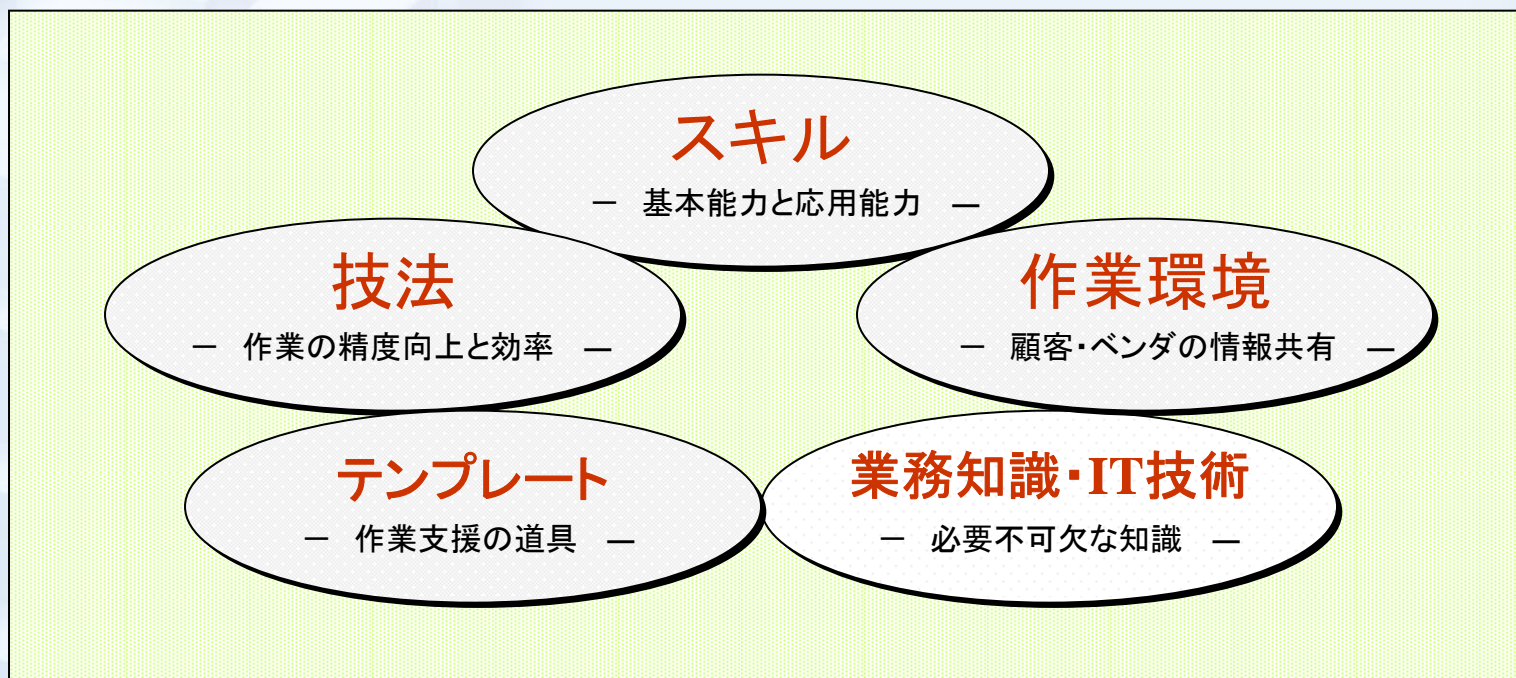 スキル
－ 基本能力と応用能力 －
技法
－ 作業の精度向上と効率 －
作業環境
－ 顧客・ベンダの情報共有 －
テンプレート
－ 作業支援の道具 －
業務知識・IT技術
－ 必要不可欠な知識 －